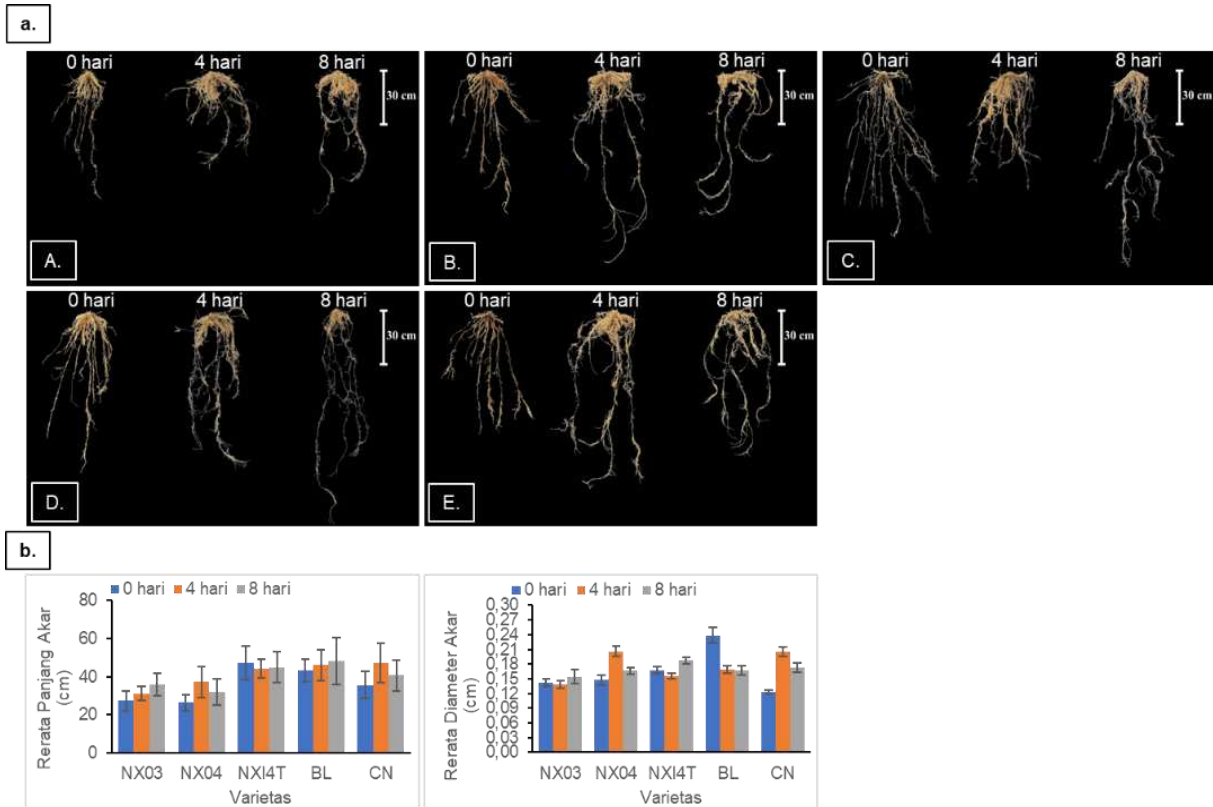 a.
0 hari 4 hari 8 hari
30 cm
A.
0 hari 4 hari 8 hari
30 cm
B.
0 hari 4 hari 8 hari
30 cm
C.
0 hari 4 hari 8 hari
30 cm
D.
0 hari 4 hari 8 hari
30 cm
E.
b.
0 hari 4 hari 8 hari
Rerata Panjang Akar
(cm)
80
60
40
20
0
NX03 NX04 NXI4T BL CN
Varietas
0 hari 4 hari 8 hari
Rerata Diameter Akar
(cm)
0,30
0,27
0,24
0,21
0,18
0,15
0,12
0,09
0,06
0,03
0,00
NX03 NX04 NXI4T BL CN
Varietas